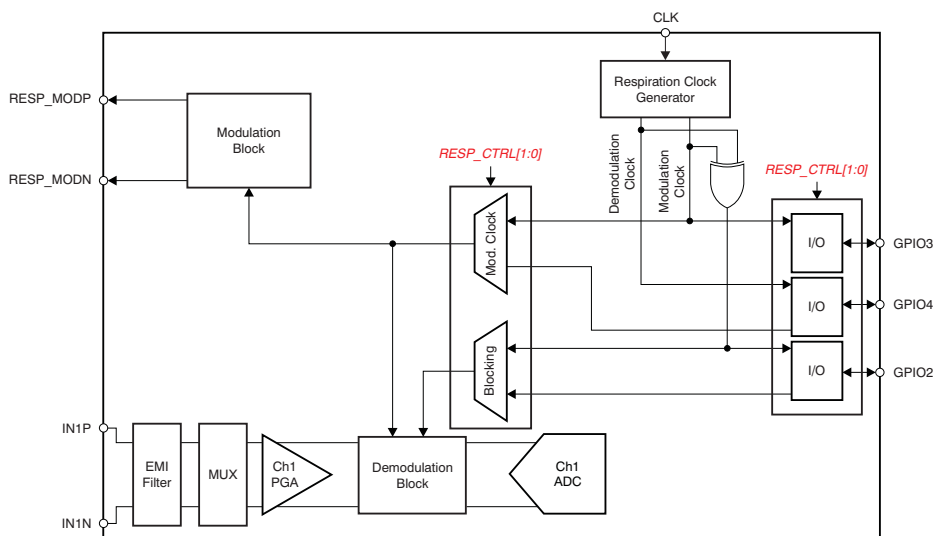 CLK
RESP_MODP
Modulation
Block
RESP_MODN
Respiration Clock
Generator
RESP_CTRL[1:0]
Demodulation
Clock
Modulation
Clock
RESP_CTRL[1:0]
Mod. Clock
I/O
GPIO3
I/O
GPIO4
Blocking
I/O
GPIO2
IN1P
EMI
Filter
MUX
Ch1
PGA
Demodulation
Block
Ch1
ADC
IN1N